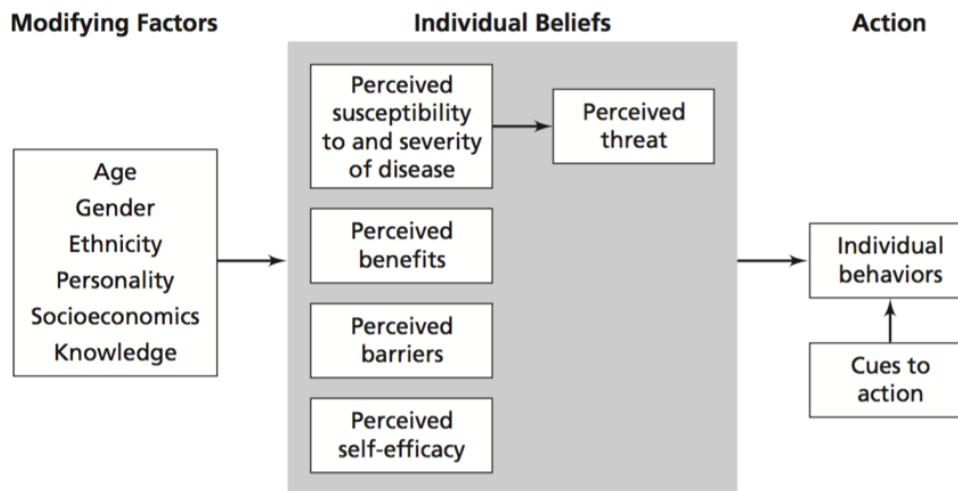 Modifying Factors
Individual Beliefs
Action
Age
Gender
Ethnicity
Personality
Socioeconomics
Knowledge
Perceived
susceptibility
to and severity
of disease
Perceived
threat
Perceived
benefits
Perceived
barriers
Perceived
self-efficacy
Individual
behaviors
Cues to
action